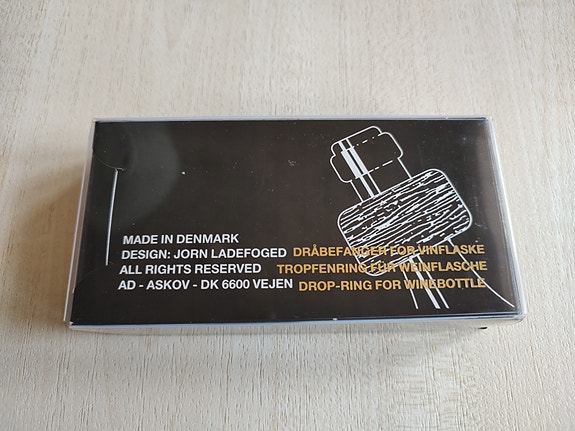 MADE IN DENMARK
DESIGN: JORN LADEFOGED
ALL RIGHTS RESERVED
AD - ASKOV - DK 6600 VEJEN
DRÅBEFANGER FOR VINFLASKE
TROPFENRING FÜR WEINFLASCHE
DROP-RING FOR WINEBOTTLE